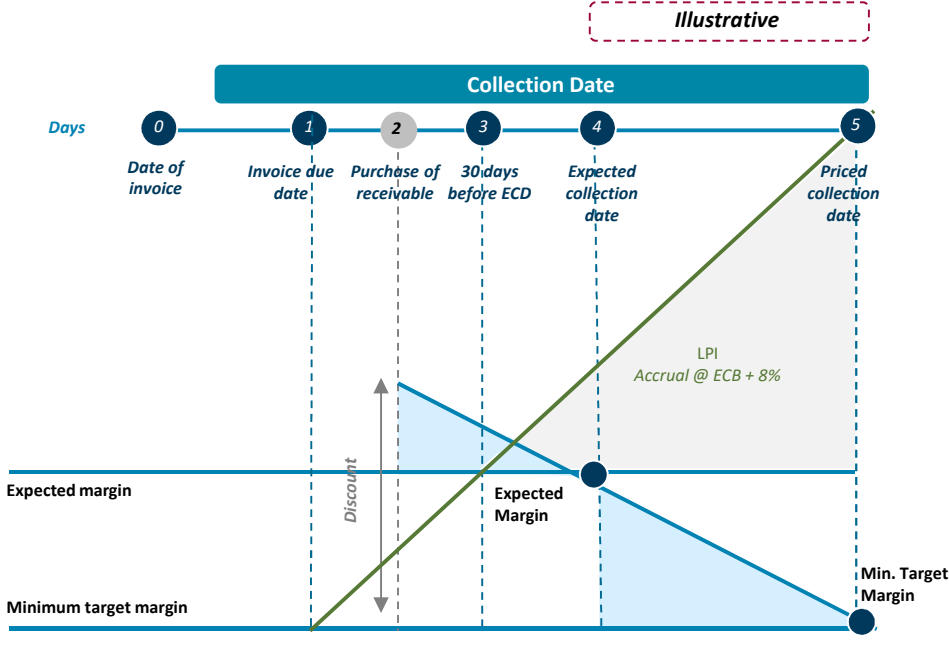 Illustrative
Collection Date
Days
0
1
2
3
4
5
Date of
invoice
Invoice due
date
Purchase of
receivable
30 days
before ECD
Expected
collection
date
Priced
collection
date
LPI
Accrual @ ECB + 8%
Discount
Expected margin
Expected
Margin
Minimum target margin
Min. Target
Margin